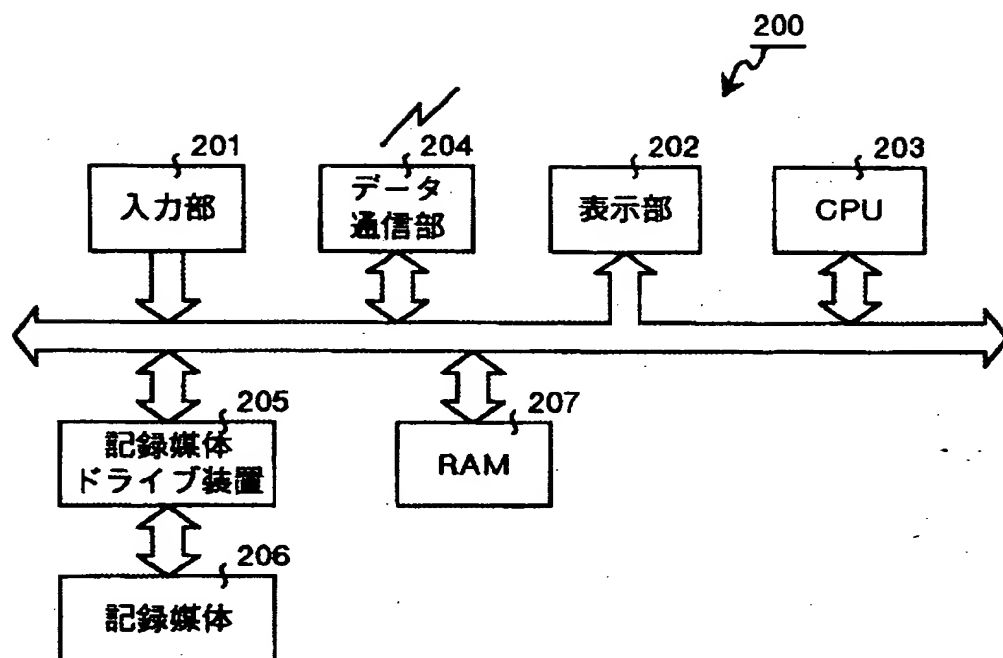 200
201
入力部
204
データ
通信部
202
表示部
203
CPU
205
記録媒体
ドライブ装置
207
RAM
206
記録媒体